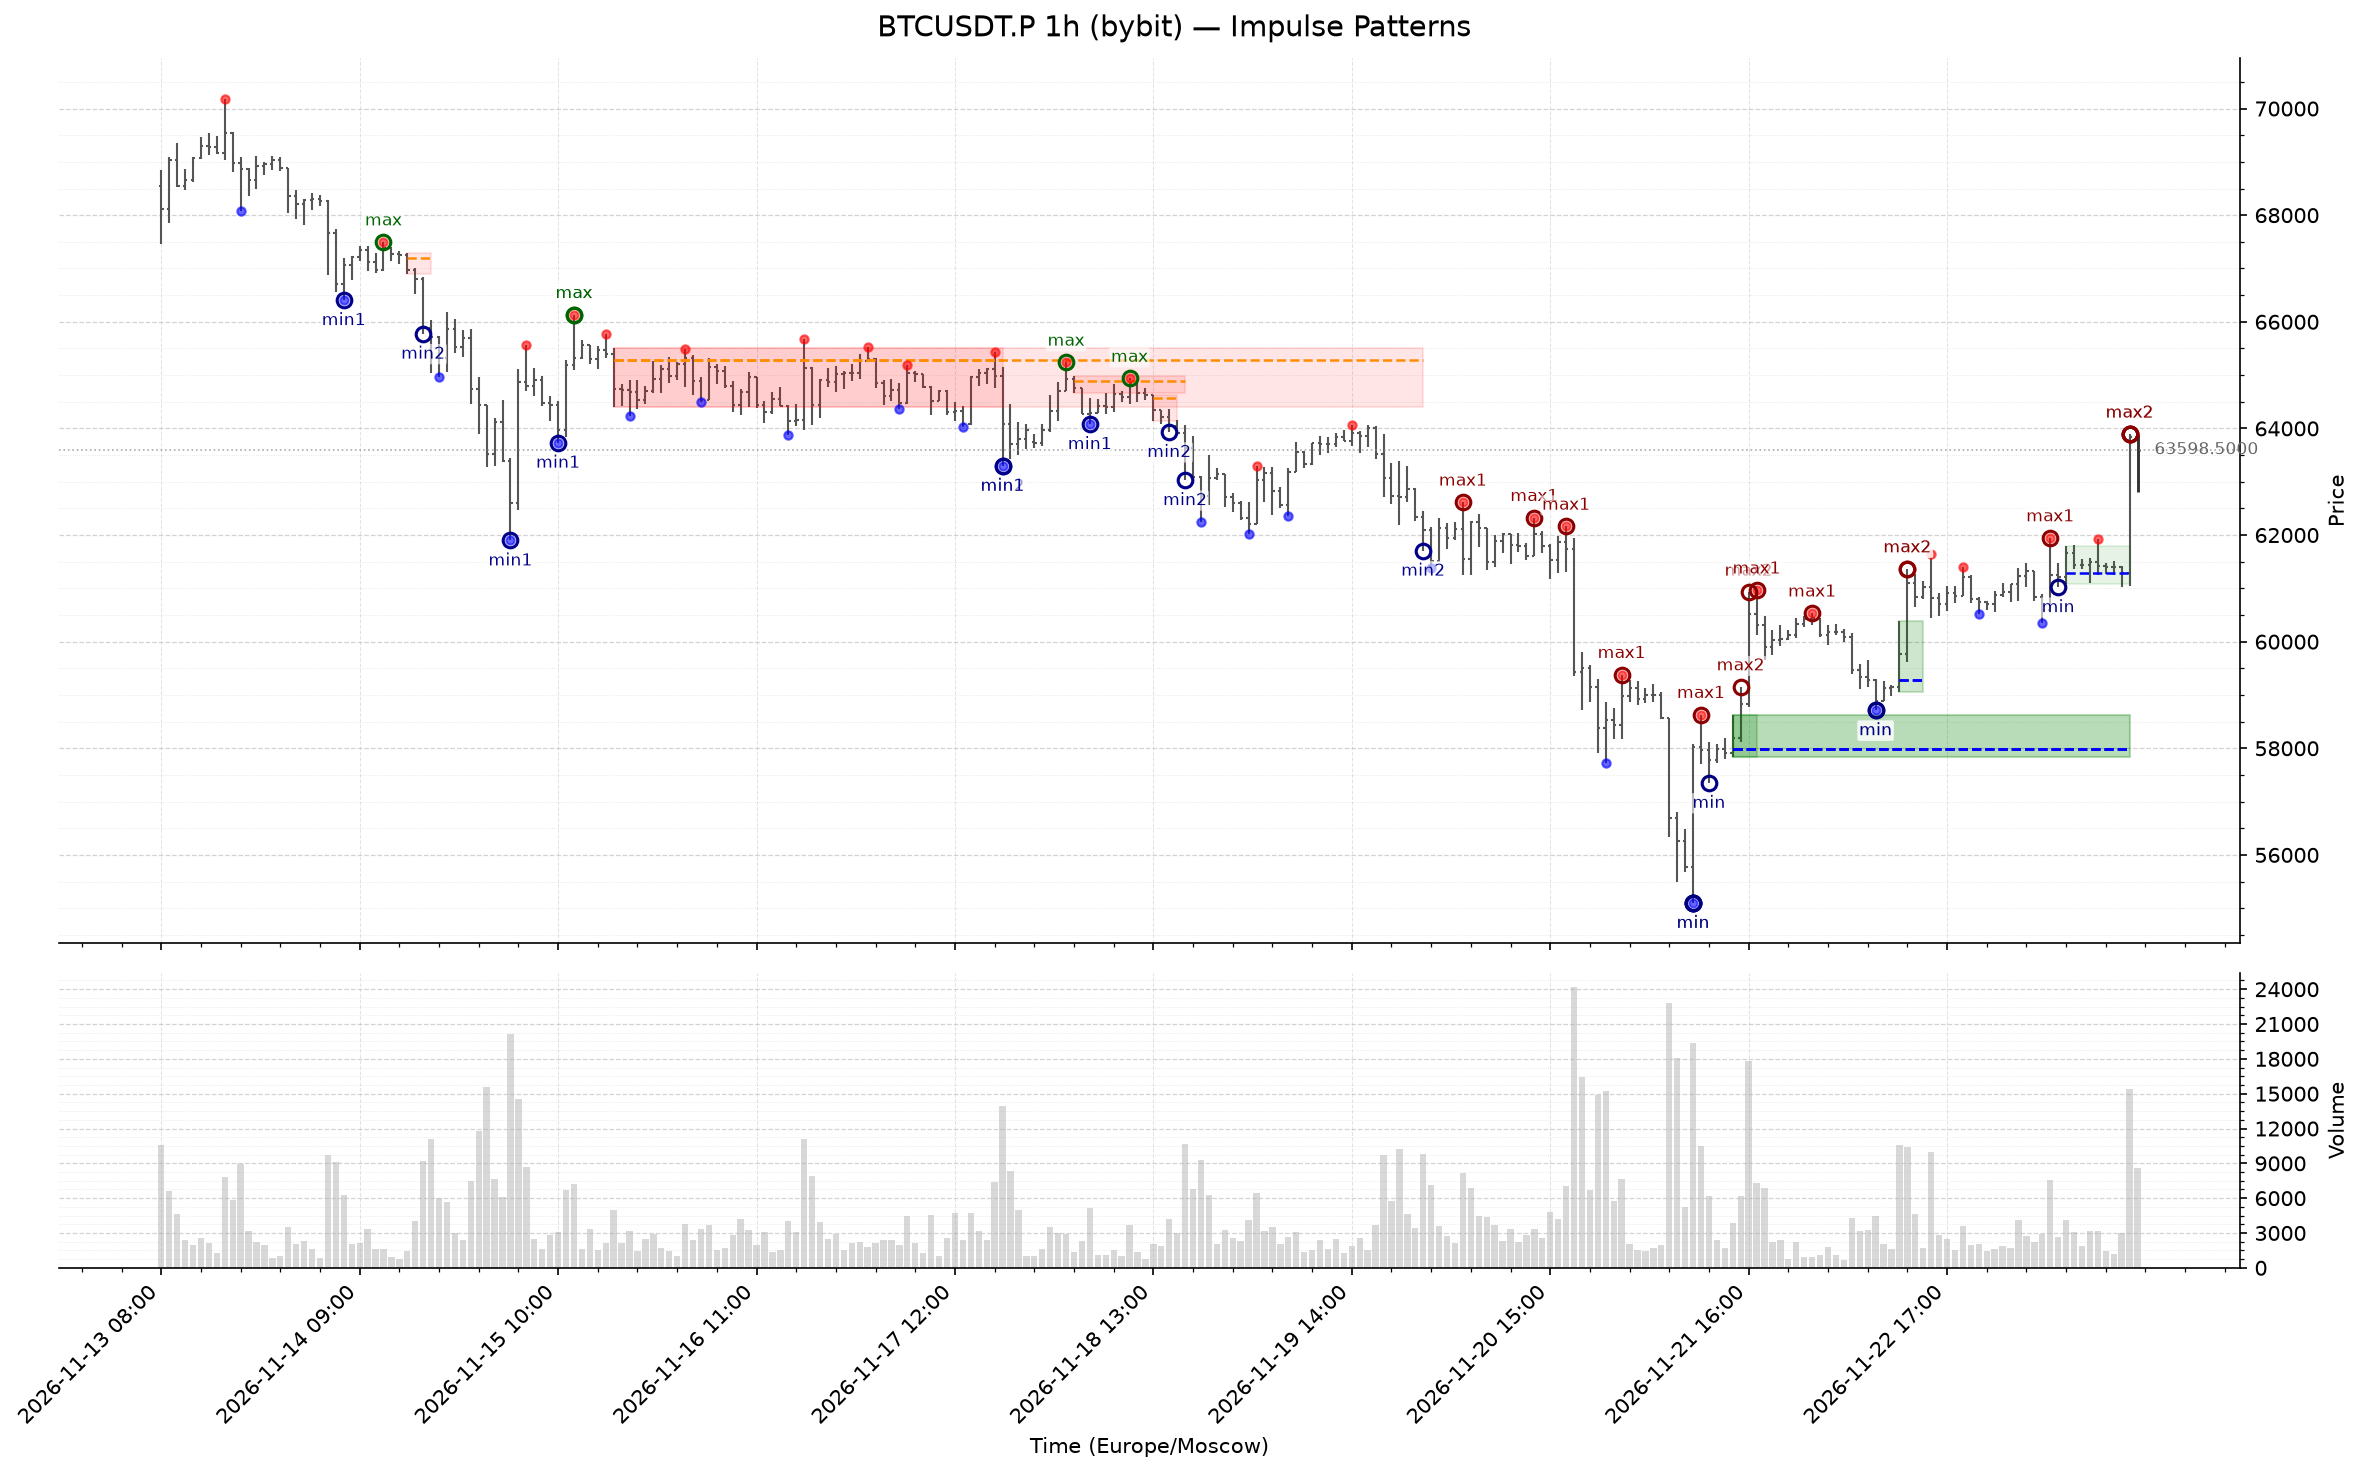 BTCUSDT.P 1h (bybit) — Impulse Patterns
70000
68000
66000
64000
62000
60000
58000
56000
Price
63598.5000
max
min1
min2
min1
max
min1
min1
max
max
min1
min2
min2
min2
max1
max1
max1
max1
min
max1
min
max2
max1
max1
min
max2
max1
min
max2
24000
21000
18000
15000
12000
9000
6000
3000
0
Volume
2026-11-13 08:00
2026-11-14 09:00
2026-11-15 10:00
2026-11-16 11:00
2026-11-17 12:00
2026-11-18 13:00
2026-11-19 14:00
2026-11-20 15:00
2026-11-21 16:00
2026-11-22 17:00
Time (Europe/Moscow)